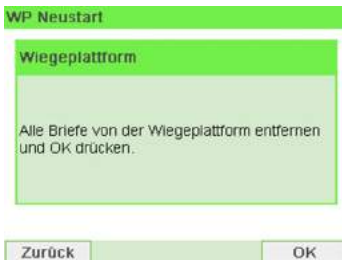 WP Neustart
Wiegeplattform
Alle Briefe von der Wiegeplattform entfernen
und OK drücken.
Zurück
OK